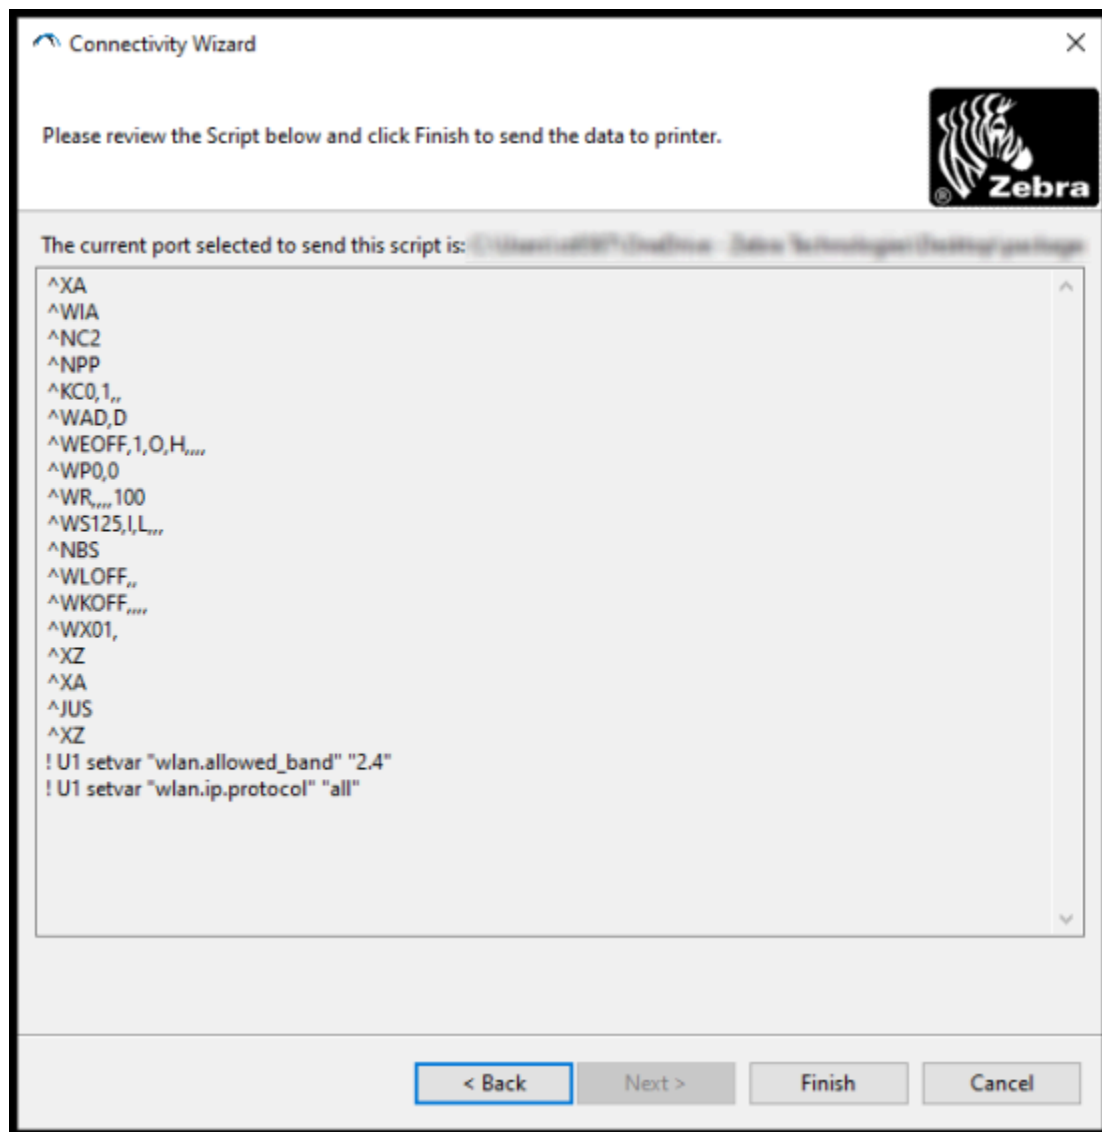 Connectivity Wizard
Please review the Script below and click Finish to send the data to printer.
® Zebra
The current port selected to send this script is:
^XA
^WIA
^NC2
^NPP
^KC0,1,,
^WAD,D
^WEOFF,1,O,H,,,,
^WP0,0
^WR,,,,100
^WS125,I,L,,,
^NBS
^WLOFF,,
^WKOFF,,,,
^WX01,
^XZ
^XA
^JUS
^XZ
! U1 setvar "wlan.allowed_band" "2.4"
! U1 setvar "wlan.ip.protocol" "all"
< Back Next > Finish Cancel